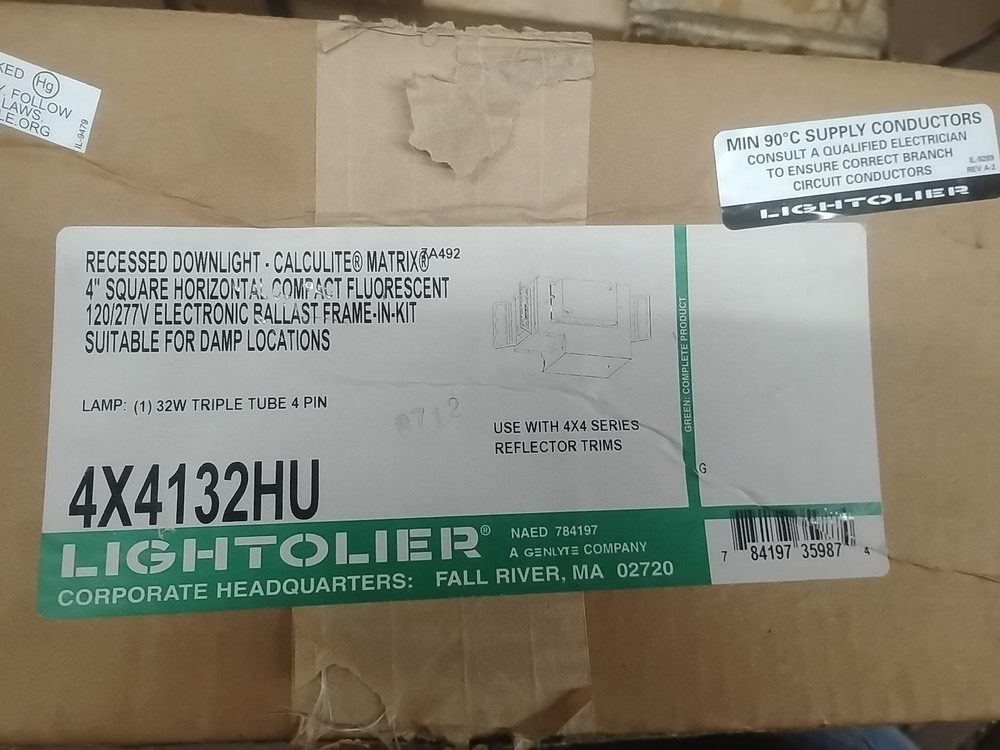 KED Hg
Y. FOLLOW
LAWS.
LE.ORG
IL-9479
MIN 90°C SUPPLY CONDUCTORS
CONSULT A QUALIFIED ELECTRICIAN
TO ENSURE CORRECT BRANCH
CIRCUIT CONDUCTORS
IL-9289
REV A-2
LIGHTOLIER
RECESSED DOWNLIGHT - CALCULITE® MATRIX® 7A492
4" SQUARE HORIZONTAL COMPACT FLUORESCENT
120/277V ELECTRONIC BALLAST FRAME-IN-KIT
SUITABLE FOR DAMP LOCATIONS
LAMP: (1) 32W TRIPLE TUBE 4 PIN
USE WITH 4X4 SERIES
REFLECTOR TRIMS
GREEN: COMPLETE PRODUCT
G
4X4132HU
LIGHTOLIER®
NAED 784197
A GENLYTE COMPANY
CORPORATE HEADQUARTERS: FALL RIVER, MA 02720
7 84197 35987 4